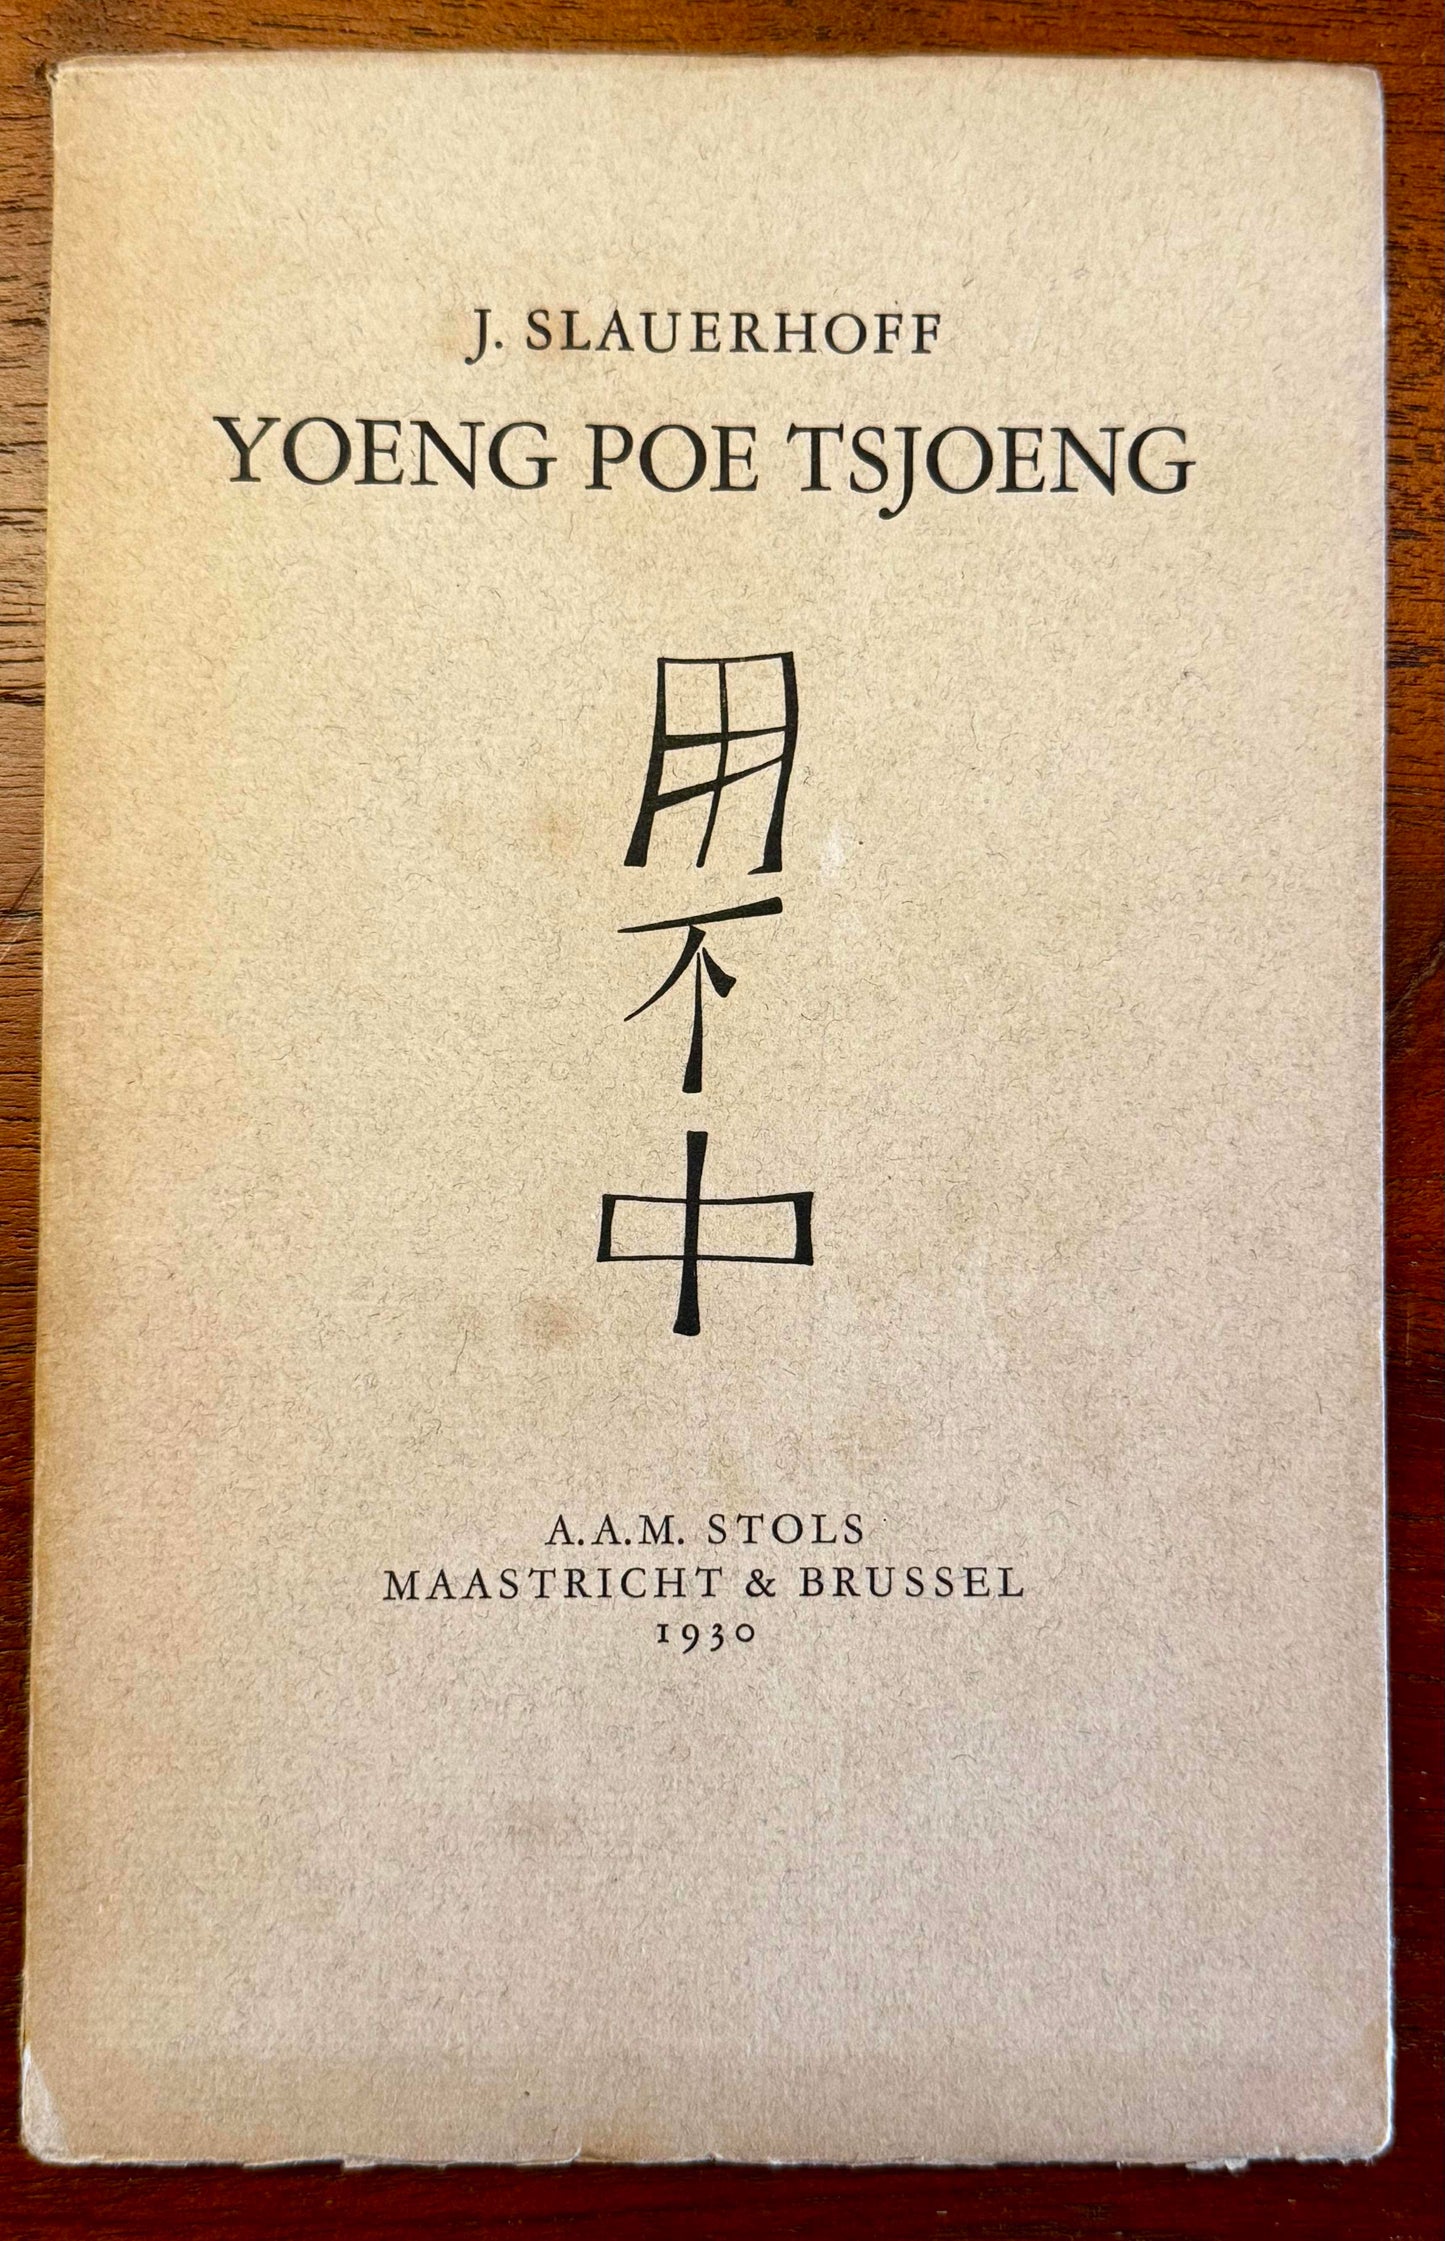 J. SLAUERHOFF
YOENG POE TSJOENG
用不中
A.A.M. STOLS
MAASTRICHT & BRUSSEL
1930